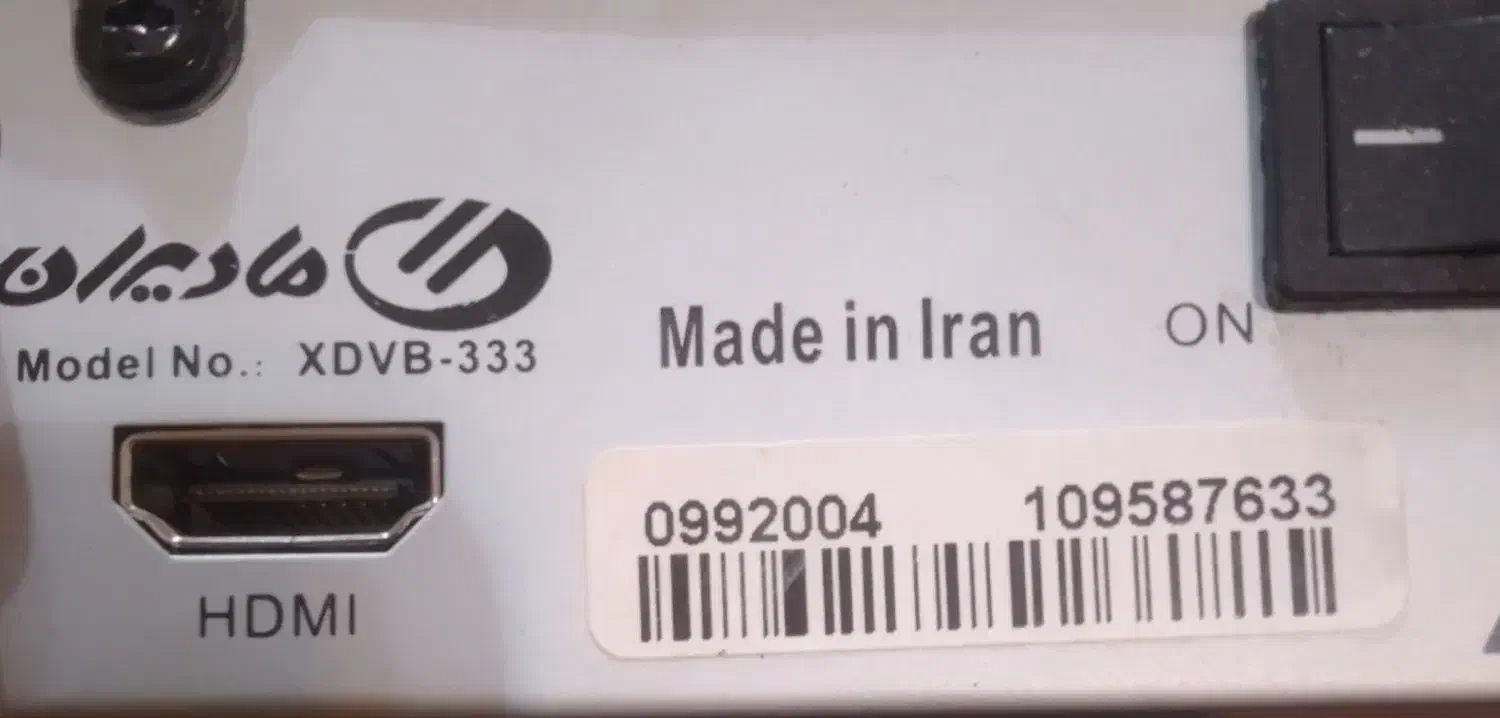 مادیران
Model No.: XDVB-333
Made in Iran
ON
HDMI
0992004 109587633